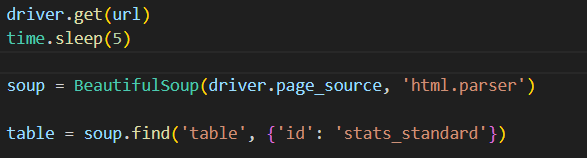 driver.get(url)
time.sleep(5)
soup = BeautifulSoup(driver.page_source, 'html.parser')
table = soup.find('table', {'id': 'stats_standard'})